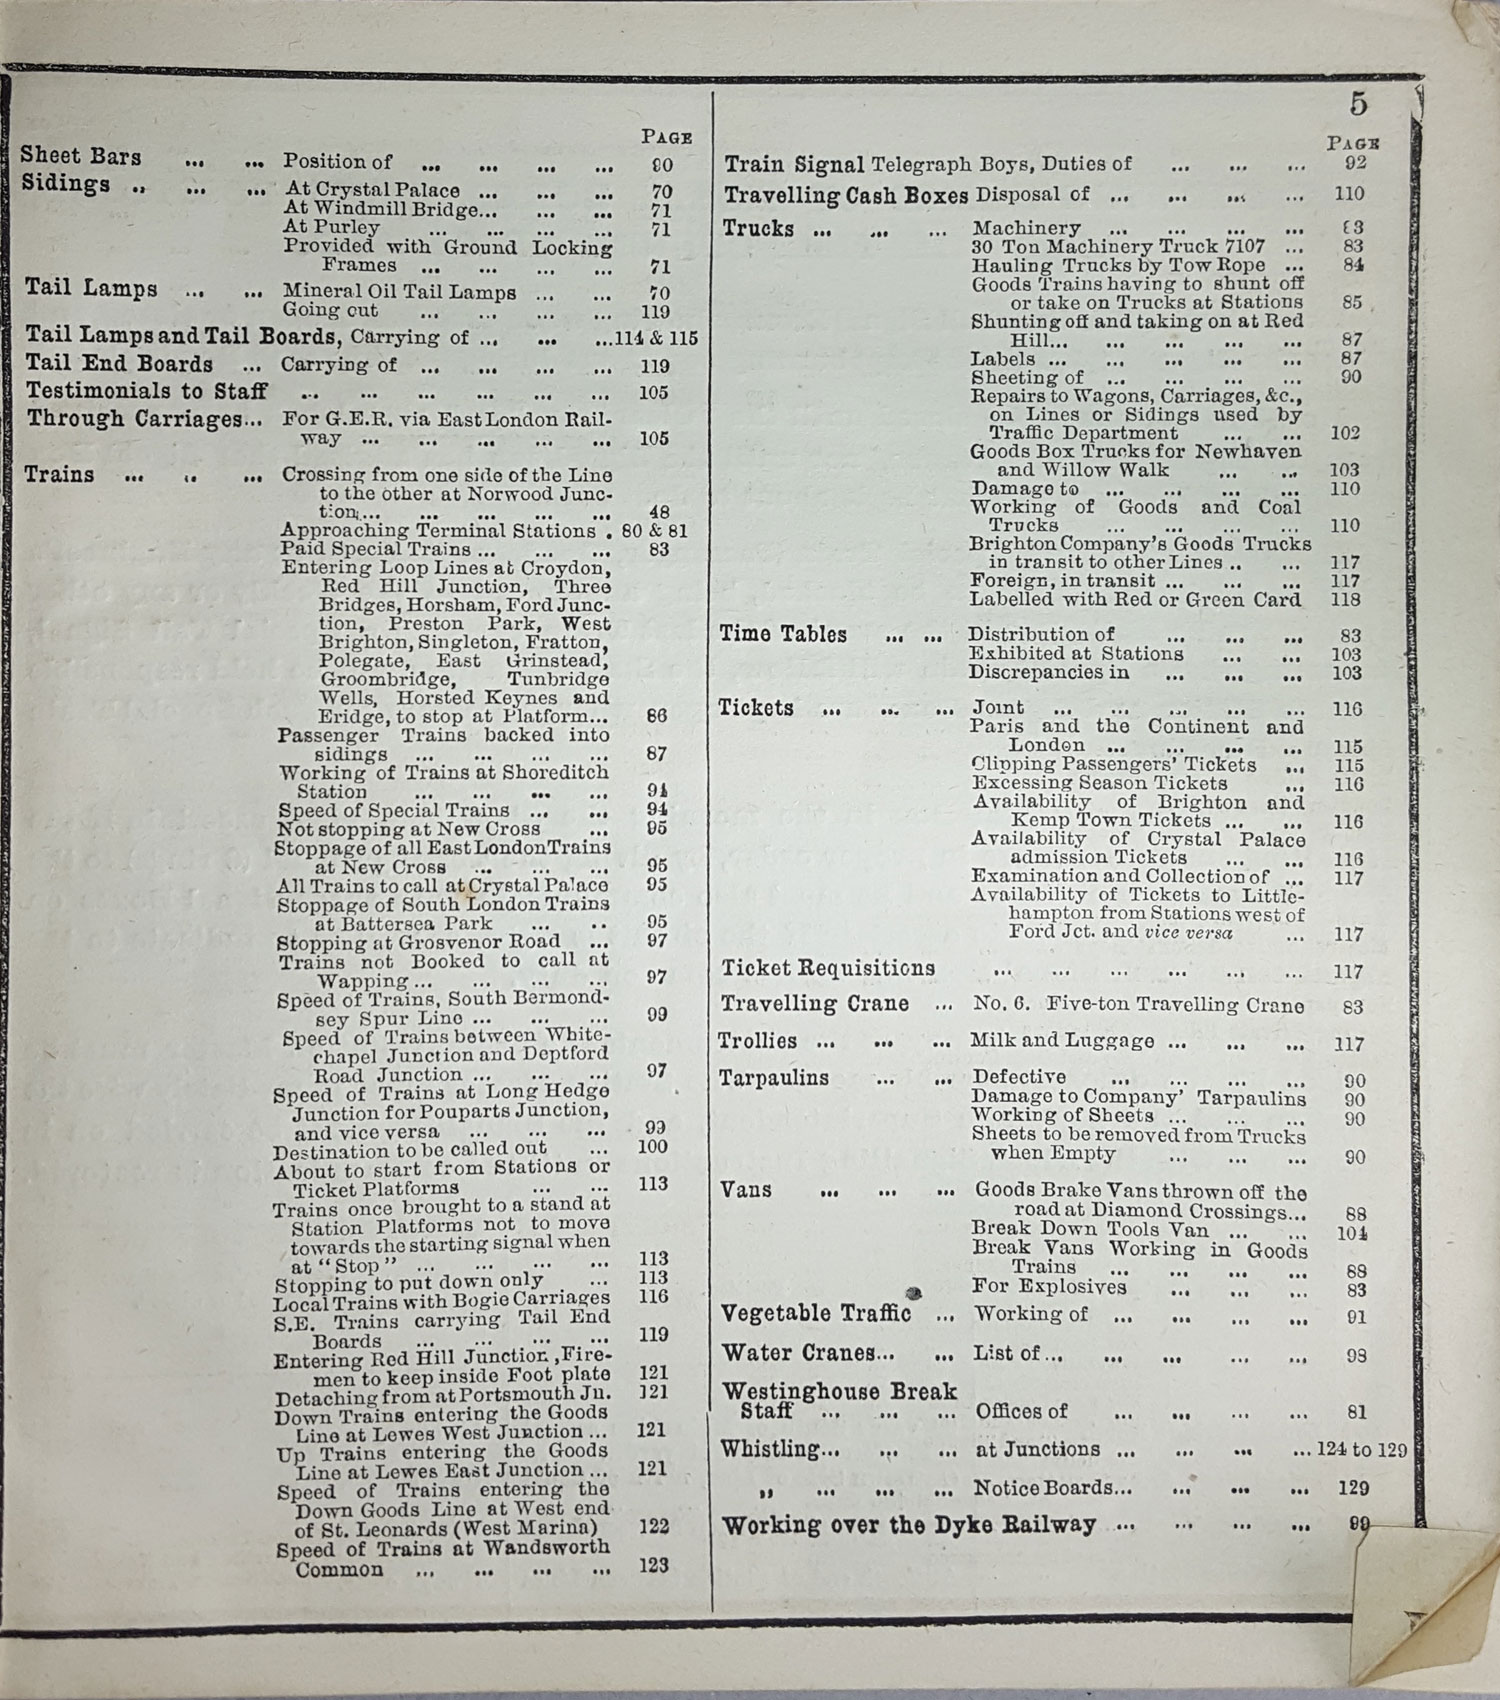 5
PAGE
Sheet Bars ... ... Position of ... ... ... ... 90
Sidings .. ... ... At Crystal Palace ... ... ... 70
At Windmill Bridge... ... ... 71
At Purley ... ... ... ... 71
Provided with Ground Locking
Frames ... ... ... ... 71
Tail Lamps ... ... Mineral Oil Tail Lamps ... ... 70
Going out ... ... ... ... 119
Tail Lamps and Tail Boards, Carrying of ... ... ...114 & 115
Tail End Boards ... Carrying of ... ... ... ... 119
Testimonials to Staff ... ... ... ... ... ... 105
Through Carriages... For G.E.R. via East London Rail-
way ... ... ... ... ... 105
Trains ... .. ... Crossing from one side of the Line
to the other at Norwood Junc-
tion... ... ... ... ... 48
Approaching Terminal Stations . 80 & 81
Paid Special Trains ... ... ... 83
Entering Loop Lines at Croydon,
Red Hill Junction, Three
Bridges, Horsham, Ford Junc-
tion, Preston Park, West
Brighton, Singleton, Fratton,
Polegate, East Grinstead,
Groombridge, Tunbridge
Wells, Horsted Keynes and
Eridge, to stop at Platform... 86
Passenger Trains backed into
sidings ... ... ... ... 87
Working of Trains at Shoreditch
Station ... ... ... ... 94
Speed of Special Trains ... ... 94
Not stopping at New Cross ... 95
Stoppage of all East London Trains
at New Cross ... ... ... 95
All Trains to call at Crystal Palace 95
Stoppage of South London Trains
at Battersea Park ... .. 95
Stopping at Grosvenor Road ... 97
Trains not Booked to call at
Wapping ... ... ... ... 97
Speed of Trains, South Bermond-
sey Spur Line ... ... ... 99
Speed of Trains between White-
chapel Junction and Deptford
Road Junction ... ... ... 97
Speed of Trains at Long Hedge
Junction for Pouparts Junction,
and vice versa ... ... ... 99
Destination to be called out ... 100
About to start from Stations or
Ticket Platforms ... ... 113
Trains once brought to a stand at
Station Platforms not to move
towards the starting signal when
at "Stop" ... ... ... ... 113
Stopping to put down only ... 113
Local Trains with Bogie Carriages 116
S.E. Trains carrying Tail End
Boards ... ... ... ... 119
Entering Red Hill Junction, Fire-
men to keep inside Foot plate 121
Detaching from at Portsmouth Jn. 121
Down Trains entering the Goods
Line at Lewes West Junction ... 121
Up Trains entering the Goods
Line at Lewes East Junction ... 121
Speed of Trains entering the
Down Goods Line at West end
of St. Leonards (West Marina) 122
Speed of Trains at Wandsworth
Common ... ... ... ... 123
PAGE
Train Signal Telegraph Boys, Duties of ... ... ... 92
Travelling Cash Boxes Disposal of ... ... ... ... 110
Trucks ... ... ... Machinery ... ... ... ... 83
30 Ton Machinery Truck 7107 ... 83
Hauling Trucks by Tow Rope ... 84
Goods Trains having to shunt off
or take on Trucks at Stations 85
Shunting off and taking on at Red
Hill... ... ... ... ... 87
Labels ... ... ... ... ... 87
Sheeting of ... ... ... ... 90
Repairs to Wagons, Carriages, &c.,
on Lines or Sidings used by
Traffic Department ... ... 102
Goods Box Trucks for Newhaven
and Willow Walk ... ... 103
Damage to ... ... ... ... 110
Working of Goods and Coal
Trucks ... ... ... ... 110
Brighton Company's Goods Trucks
in transit to other Lines .. ... 117
Foreign, in transit ... ... ... 117
Labelled with Red or Green Card 118
Time Tables ... ... Distribution of ... ... ... 83
Exhibited at Stations ... ... 103
Discrepancies in ... ... ... 103
Tickets ... ... ... Joint ... ... ... ... ... 116
Paris and the Continent and
London ... ... ... ... 115
Clipping Passengers' Tickets ... 115
Excessing Season Tickets ... 116
Availability of Brighton and
Kemp Town Tickets ... ... 116
Availability of Crystal Palace
admission Tickets ... ... 116
Examination and Collection of ... 117
Availability of Tickets to Little-
hampton from Stations west of
Ford Jct. and vice versa ... 117
Ticket Requisitions ... ... ... ... ... ... 117
Travelling Crane ... No. 6. Five-ton Travelling Crane 83
Trollies ... ... ... Milk and Luggage ... ... ... 117
Tarpaulins ... ... Defective ... ... ... ... 90
Damage to Company' Tarpaulins 90
Working of Sheets ... ... ... 90
Sheets to be removed from Trucks
when Empty ... ... ... 90
Vans ... ... ... Goods Brake Vans thrown off the
road at Diamond Crossings... 88
Break Down Tools Van ... ... 104
Break Vans Working in Goods
Trains ... ... ... ... 88
For Explosives ... ... ... 83
Vegetable Traffic ... Working of ... ... ... ... 91
Water Cranes... ... List of ... ... ... ... ... 98
Westinghouse Break
Staff ... ... ... Offices of ... ... ... ... 81
Whistling... ... ... at Junctions ... ... ... ... 124 to 129
„ ... ... ... Notice Boards... ... ... ... 129
Working over the Dyke Railway ... ... ... ... 99